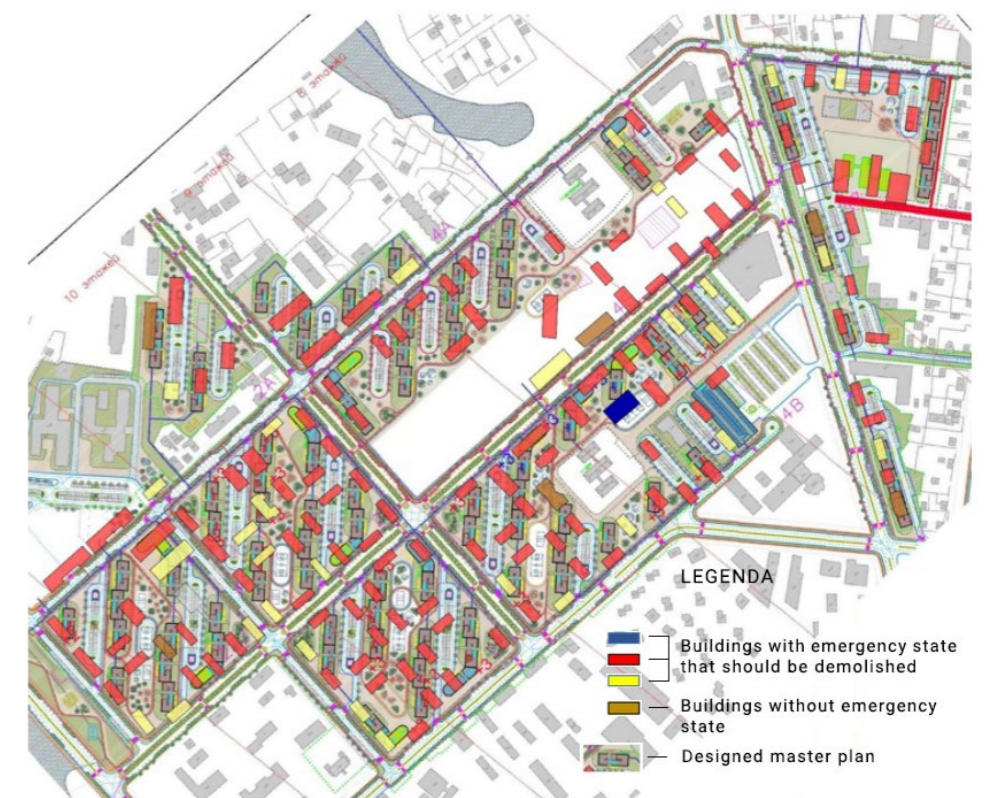 8 этажей
9 этажей
10 этажей
4A
2A
4B
LEGENDA
Buildings with emergency state
that should be demolished
Buildings without emergency
state
Designed master plan